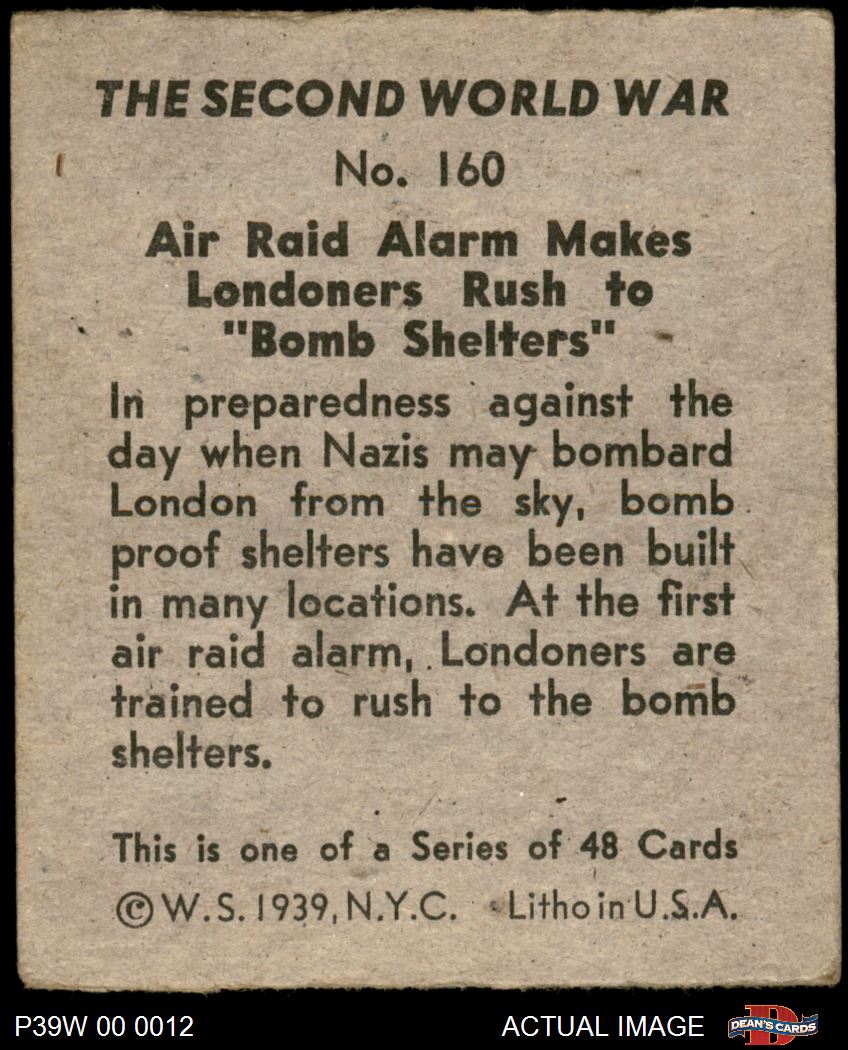 THE SECOND WORLD WAR
No. 160
Air Raid Alarm Makes
Londoners Rush to
"Bomb Shelters"
In preparedness against the
day when Nazis may bombard
London from the sky, bomb
proof shelters have been built
in many locations. At the first
air raid alarm, Londoners are
trained to rush to the bomb
shelters.
This is one of a Series of 48 Cards
©W.S. 1939, N.Y.C. Litho in U.S.A.
P39W 00 0012 ACTUAL IMAGE D DEAN'S CARDS